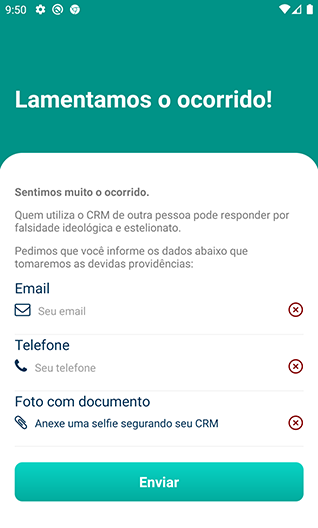 9:50
Lamentamos o ocorrido!
Sentimos muito o ocorrido.
Quem utiliza o CRM de outra pessoa pode responder por
falsidade ideológica e estelionato.
Pedimos que você informe os dados abaixo que
tomaremos as devidas providências:
Email
Seu email
Telefone
Seu telefone
Foto com documento
Anexe uma selfie segurando seu CRM
Enviar